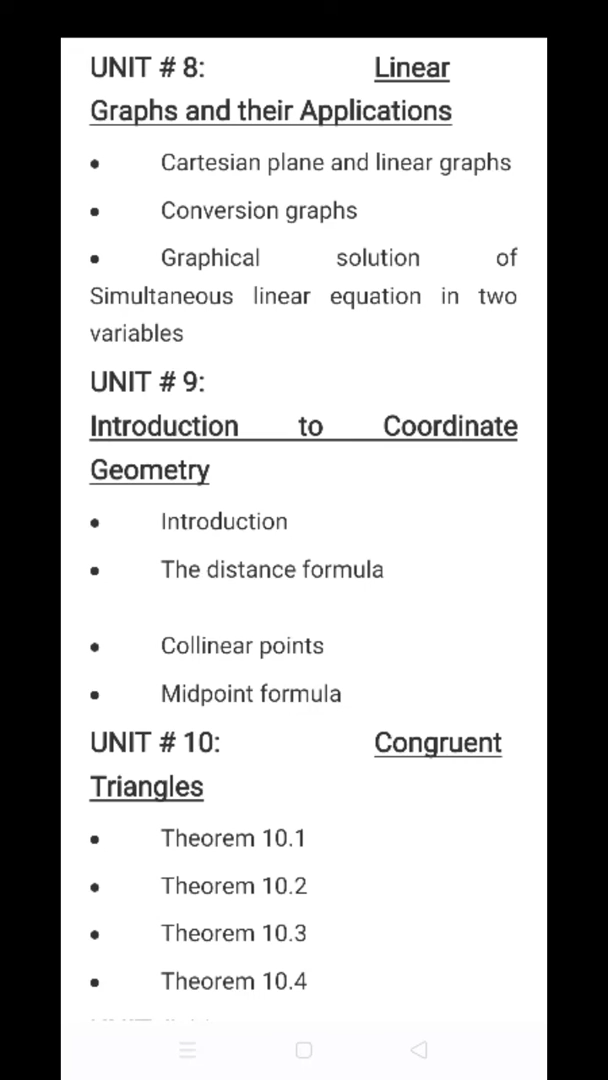 UNIT # 8: Linear
Graphs and their Applications
• Cartesian plane and linear graphs
• Conversion graphs
• Graphical solution of
Simultaneous linear equation in two
variables
UNIT # 9:
Introduction to Coordinate
Geometry
• Introduction
• The distance formula
• Collinear points
• Midpoint formula
UNIT # 10: Congruent
Triangles
• Theorem 10.1
• Theorem 10.2
• Theorem 10.3
• Theorem 10.4